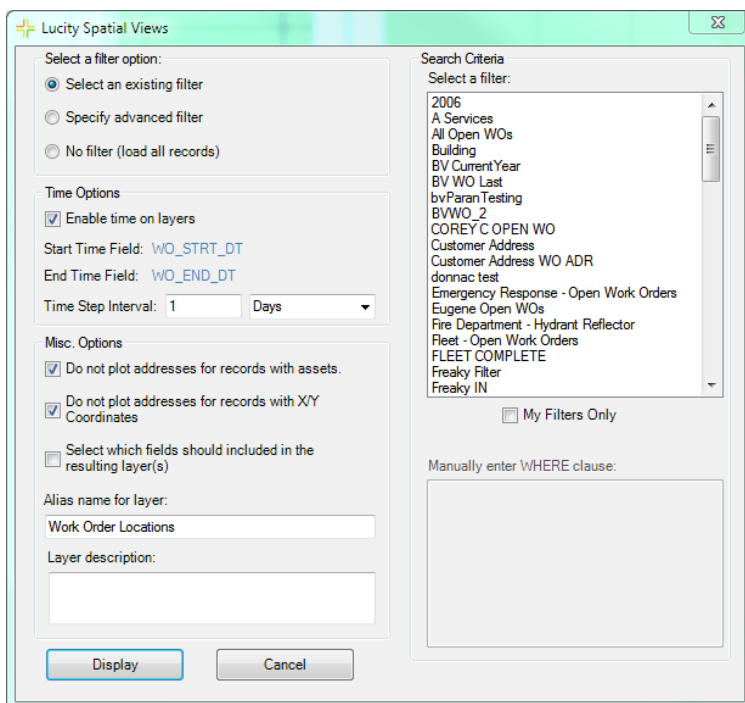 Lucity Spatial Views
Select a filter option:
Select an existing filter
Specify advanced filter
No filter (load all records)
Time Options
Enable time on layers
Start Time Field: WO_STRT_DT
End Time Field: WO_END_DT
Time Step Interval: 1 Days
Misc. Options
Do not plot addresses for records with assets.
Do not plot addresses for records with X/Y
Coordinates
Select which fields should included in the
resulting layer(s)
Alias name for layer:
Work Order Locations
Layer description:
Display
Cancel
Search Criteria
Select a filter:
2006
A Services
All Open WOs
Building
BV CurrentYear
BV WO Last
bvParanTesting
BVWO_2
COREY C OPEN WO
Customer Address
Customer Address WO ADR
donnac test
Emergency Response - Open Work Orders
Eugene Open WOs
Fire Department - Hydrant Reflector
Fleet - Open Work Orders
FLEET COMPLETE
Freaky Filter
Freaky IN
My Filters Only
Manually enter WHERE clause: